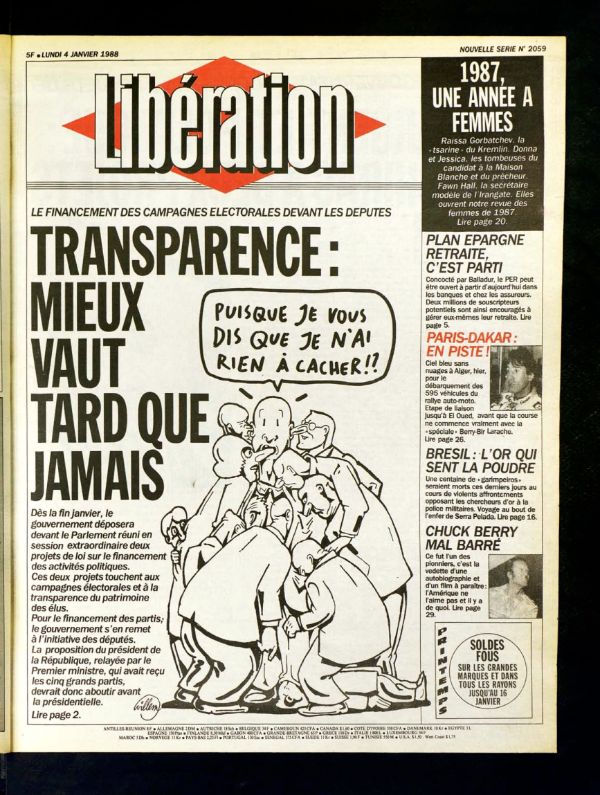 5F • LUNDI 4 JANVIER 1988
NOUVELLE SERIE N° 2059
Libération
LE FINANCEMENT DES CAMPAGNES ELECTORALES DEVANT LES DEPUTES
TRANSPARENCE :
MIEUX
VAUT
TARD QUE
JAMAIS
PUISQUE JE VOUS
DIS QUE JE N'AI
RIEN À CACHER!?
Dès la fin janvier, le
gouvernement déposera
devant le Parlement réuni en
session extraordinaire deux
projets de loi sur le financement
des activités politiques.
Ces deux projets touchent aux
campagnes électorales et à la
transparence du patrimoine
des élus.
Pour le financement des partis,
le gouvernement s'en remet
à l'initiative des députés.
La proposition du président de
la République, relayée par le
Premier ministre, qui avait reçu
les cinq grands partis,
devrait donc aboutir avant
la présidentielle.
Lire page 2.
Willem
1987,
UNE ANNÉE A
FEMMES
Raissa Gorbatchev, la
« tsarine » du Kremlin. Donna
et Jessica, les tombeuses du
candidat à la Maison
Blanche et du prêcheur.
Fawn Hall, la secrétaire
modèle de l'Irangate. Elles
ouvrent notre revue des
femmes de 1987.
Lire page 20.
PLAN EPARGNE
RETRAITE,
C'EST PARTI
Concocté par Balladur, le PER peut
être ouvert à partir d'aujourd'hui dans
les banques et chez les assureurs.
Deux millions de souscripteurs
potentiels sont ainsi encouragés à
gérer eux-mêmes leur retraite. Lire
page 5.
PARIS-DAKAR :
EN PISTE !
Ciel bleu sans
nuages à Alger, hier,
pour le
débarquement des
595 véhicules du
rallye auto-moto.
Etape de liaison
jusqu'à El Oued, avant que la course
ne commence vraiment avec la
« spéciale » Berry-Bir Larache.
Lire page 26.
BRESIL : L'OR QUI
SENT LA POUDRE
Une centaine de « garimpeiros »
seraient morts ces derniers jours au
cours de violents affrontements
opposant les chercheurs d'or à la
police militaires. Voyage au bout de
l'enfer de Serra Pelada. Lire page 16.
CHUCK BERRY
MAL BARRÉ
Ce fut l'un des
pionniers, c'est la
vedette d'une
autobiographie et
d'un film à paraître:
l'Amérique ne
l'aime pas et il y a
de quoi. Lire page
29.
PRINTEMPS
SOLDES
FOUS
SUR LES GRANDES
MARQUES ET DANS
TOUS LES RAYONS
JUSQU'AU 16
JANVIER